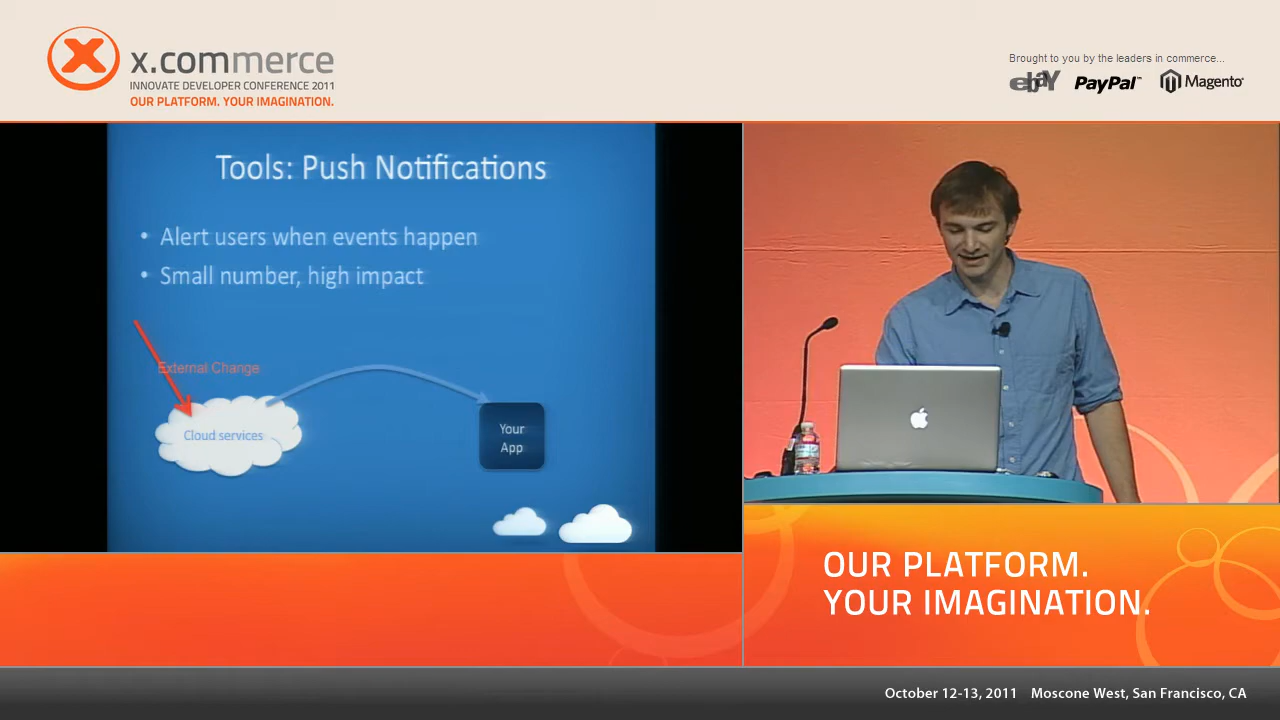 x.commerce
INNOVATE DEVELOPER CONFERENCE 2011
OUR PLATFORM. YOUR IMAGINATION.
Brought to you by the leaders in commerce...
ebaY
PayPal™
Magento®
Tools: Push Notifications
• Alert users when events happen
• Small number, high impact
External Change
Cloud services
Your
App
OUR PLATFORM.
YOUR IMAGINATION.
October 12-13, 2011 Moscone West, San Francisco, CA